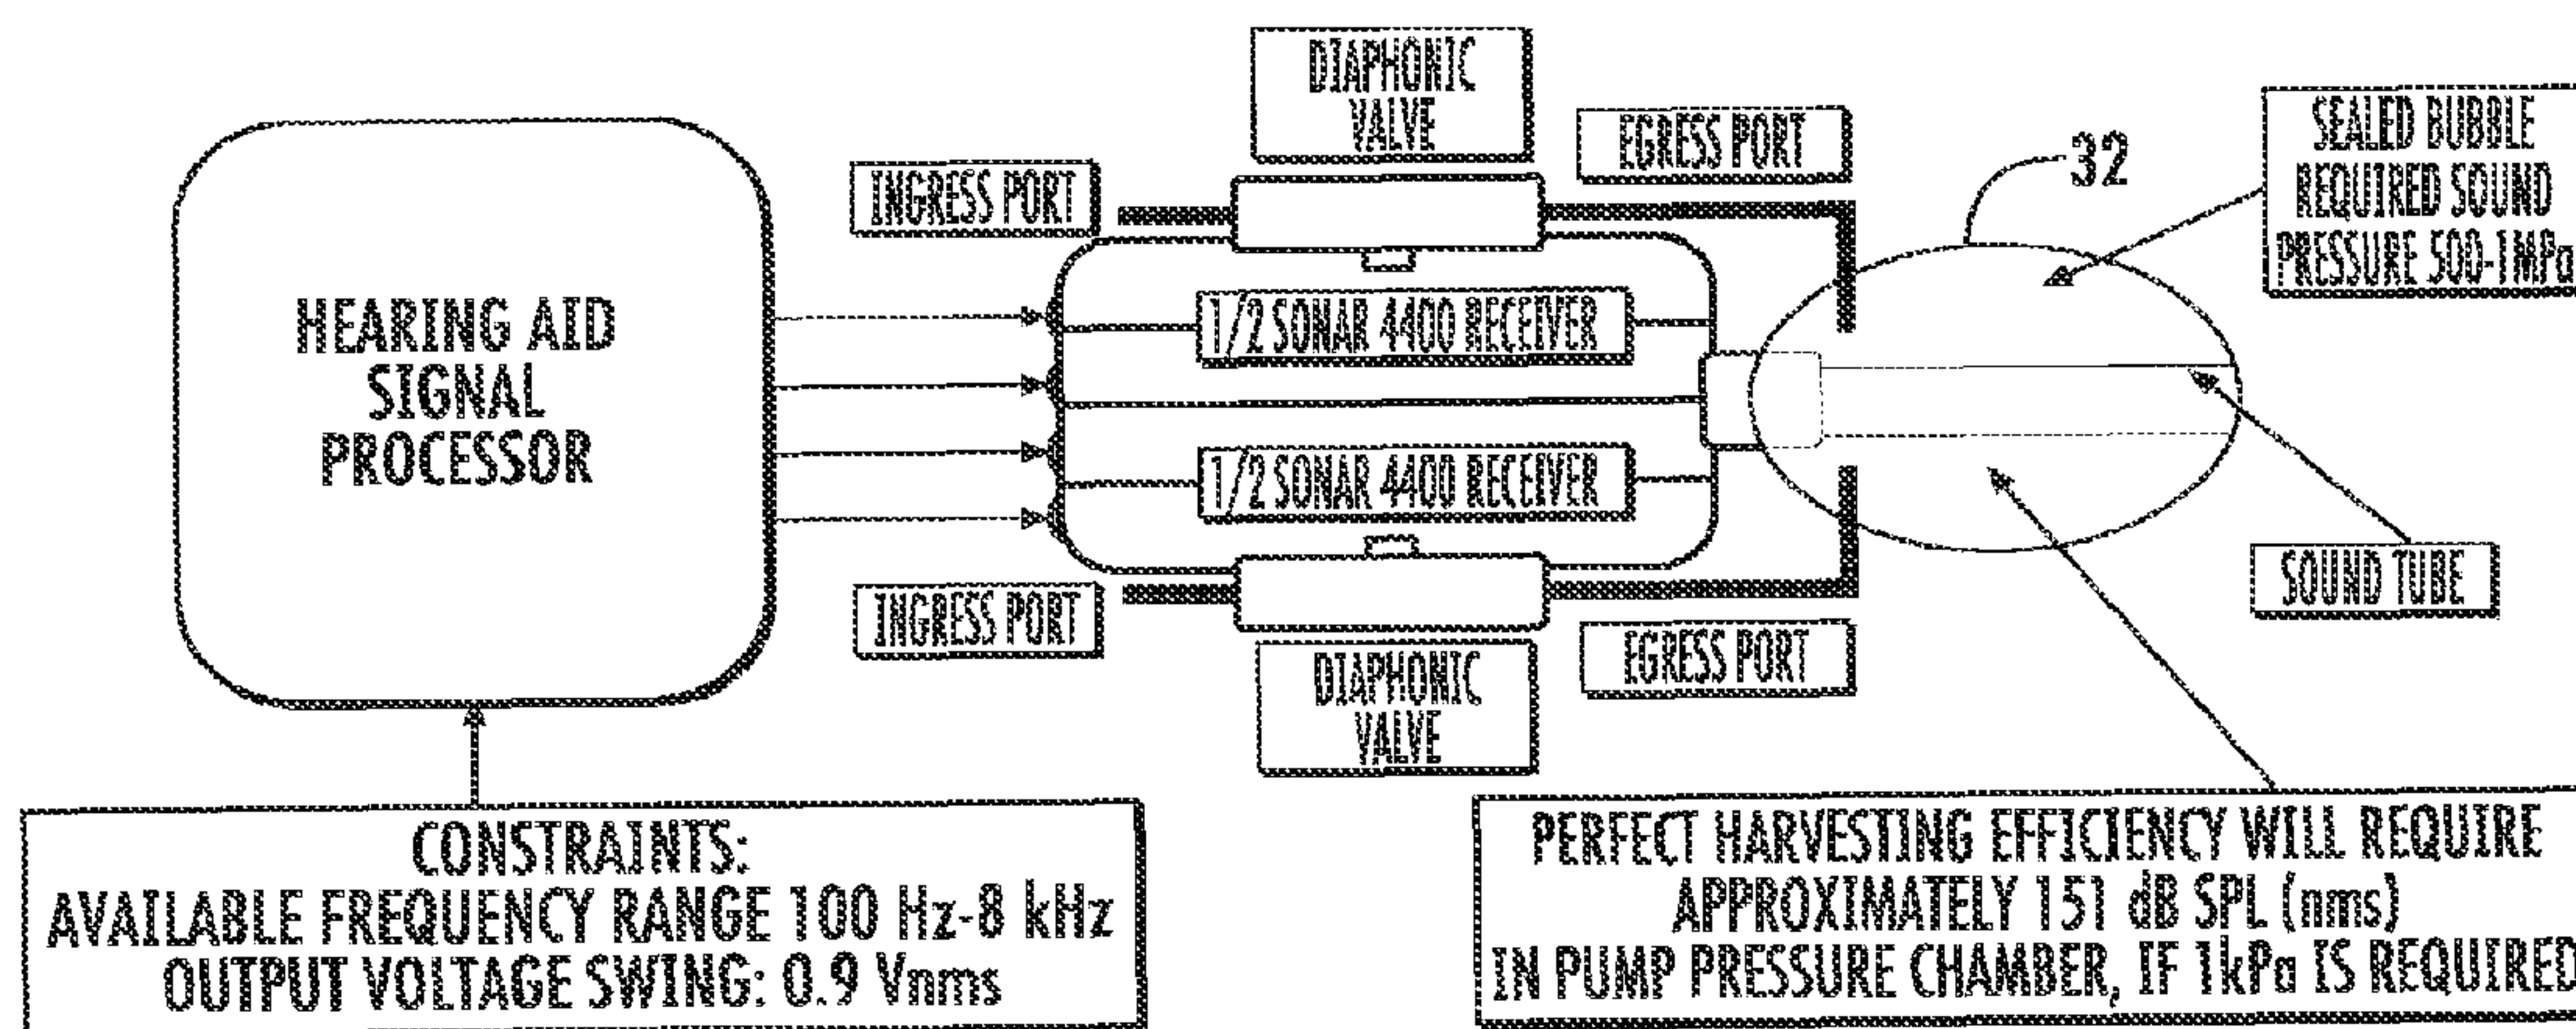 DIAPHONIC
VALVE
EGRESS PORT
INGRESS PORT
32
SEALED BUBBLE
REQUIRED SOUND
PRESSURE 500-1MPa
HEARING AID
SIGNAL
PROCESSOR
1/2 SONAR 4400 RECEIVER
1/2 SONAR 4400 RECEIVER
SOUND TUBE
INGRESS PORT
EGRESS PORT
DIAPHONIC
VALVE
CONSTRAINTS:
AVAILABLE FREQUENCY RANGE 100 Hz-8 kHz
OUTPUT VOLTAGE SWING: 0.9 Vnms
PERFECT HARVESTING EFFICIENCY WILL REQUIRE
APPROXIMATELY 151 dB SPL (nms)
IN PUMP PRESSURE CHAMBER, IF 1kPa IS REQUIRED